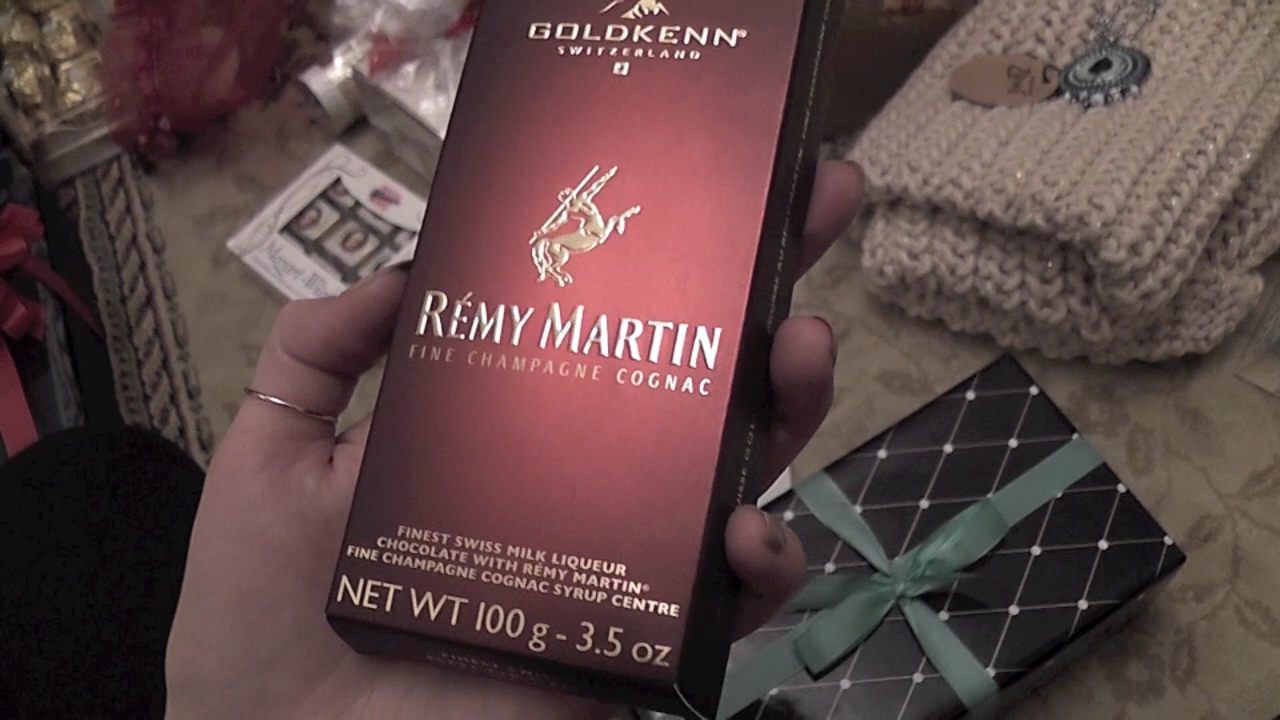 GOLDKENN®
SWITZERLAND
RÉMY MARTIN
FINE CHAMPAGNE COGNAC
FINEST SWISS MILK LIQUEUR
CHOCOLATE WITH RÉMY MARTIN®
FINE CHAMPAGNE COGNAC SYRUP CENTRE
NET WT 100 g - 3.5 oz